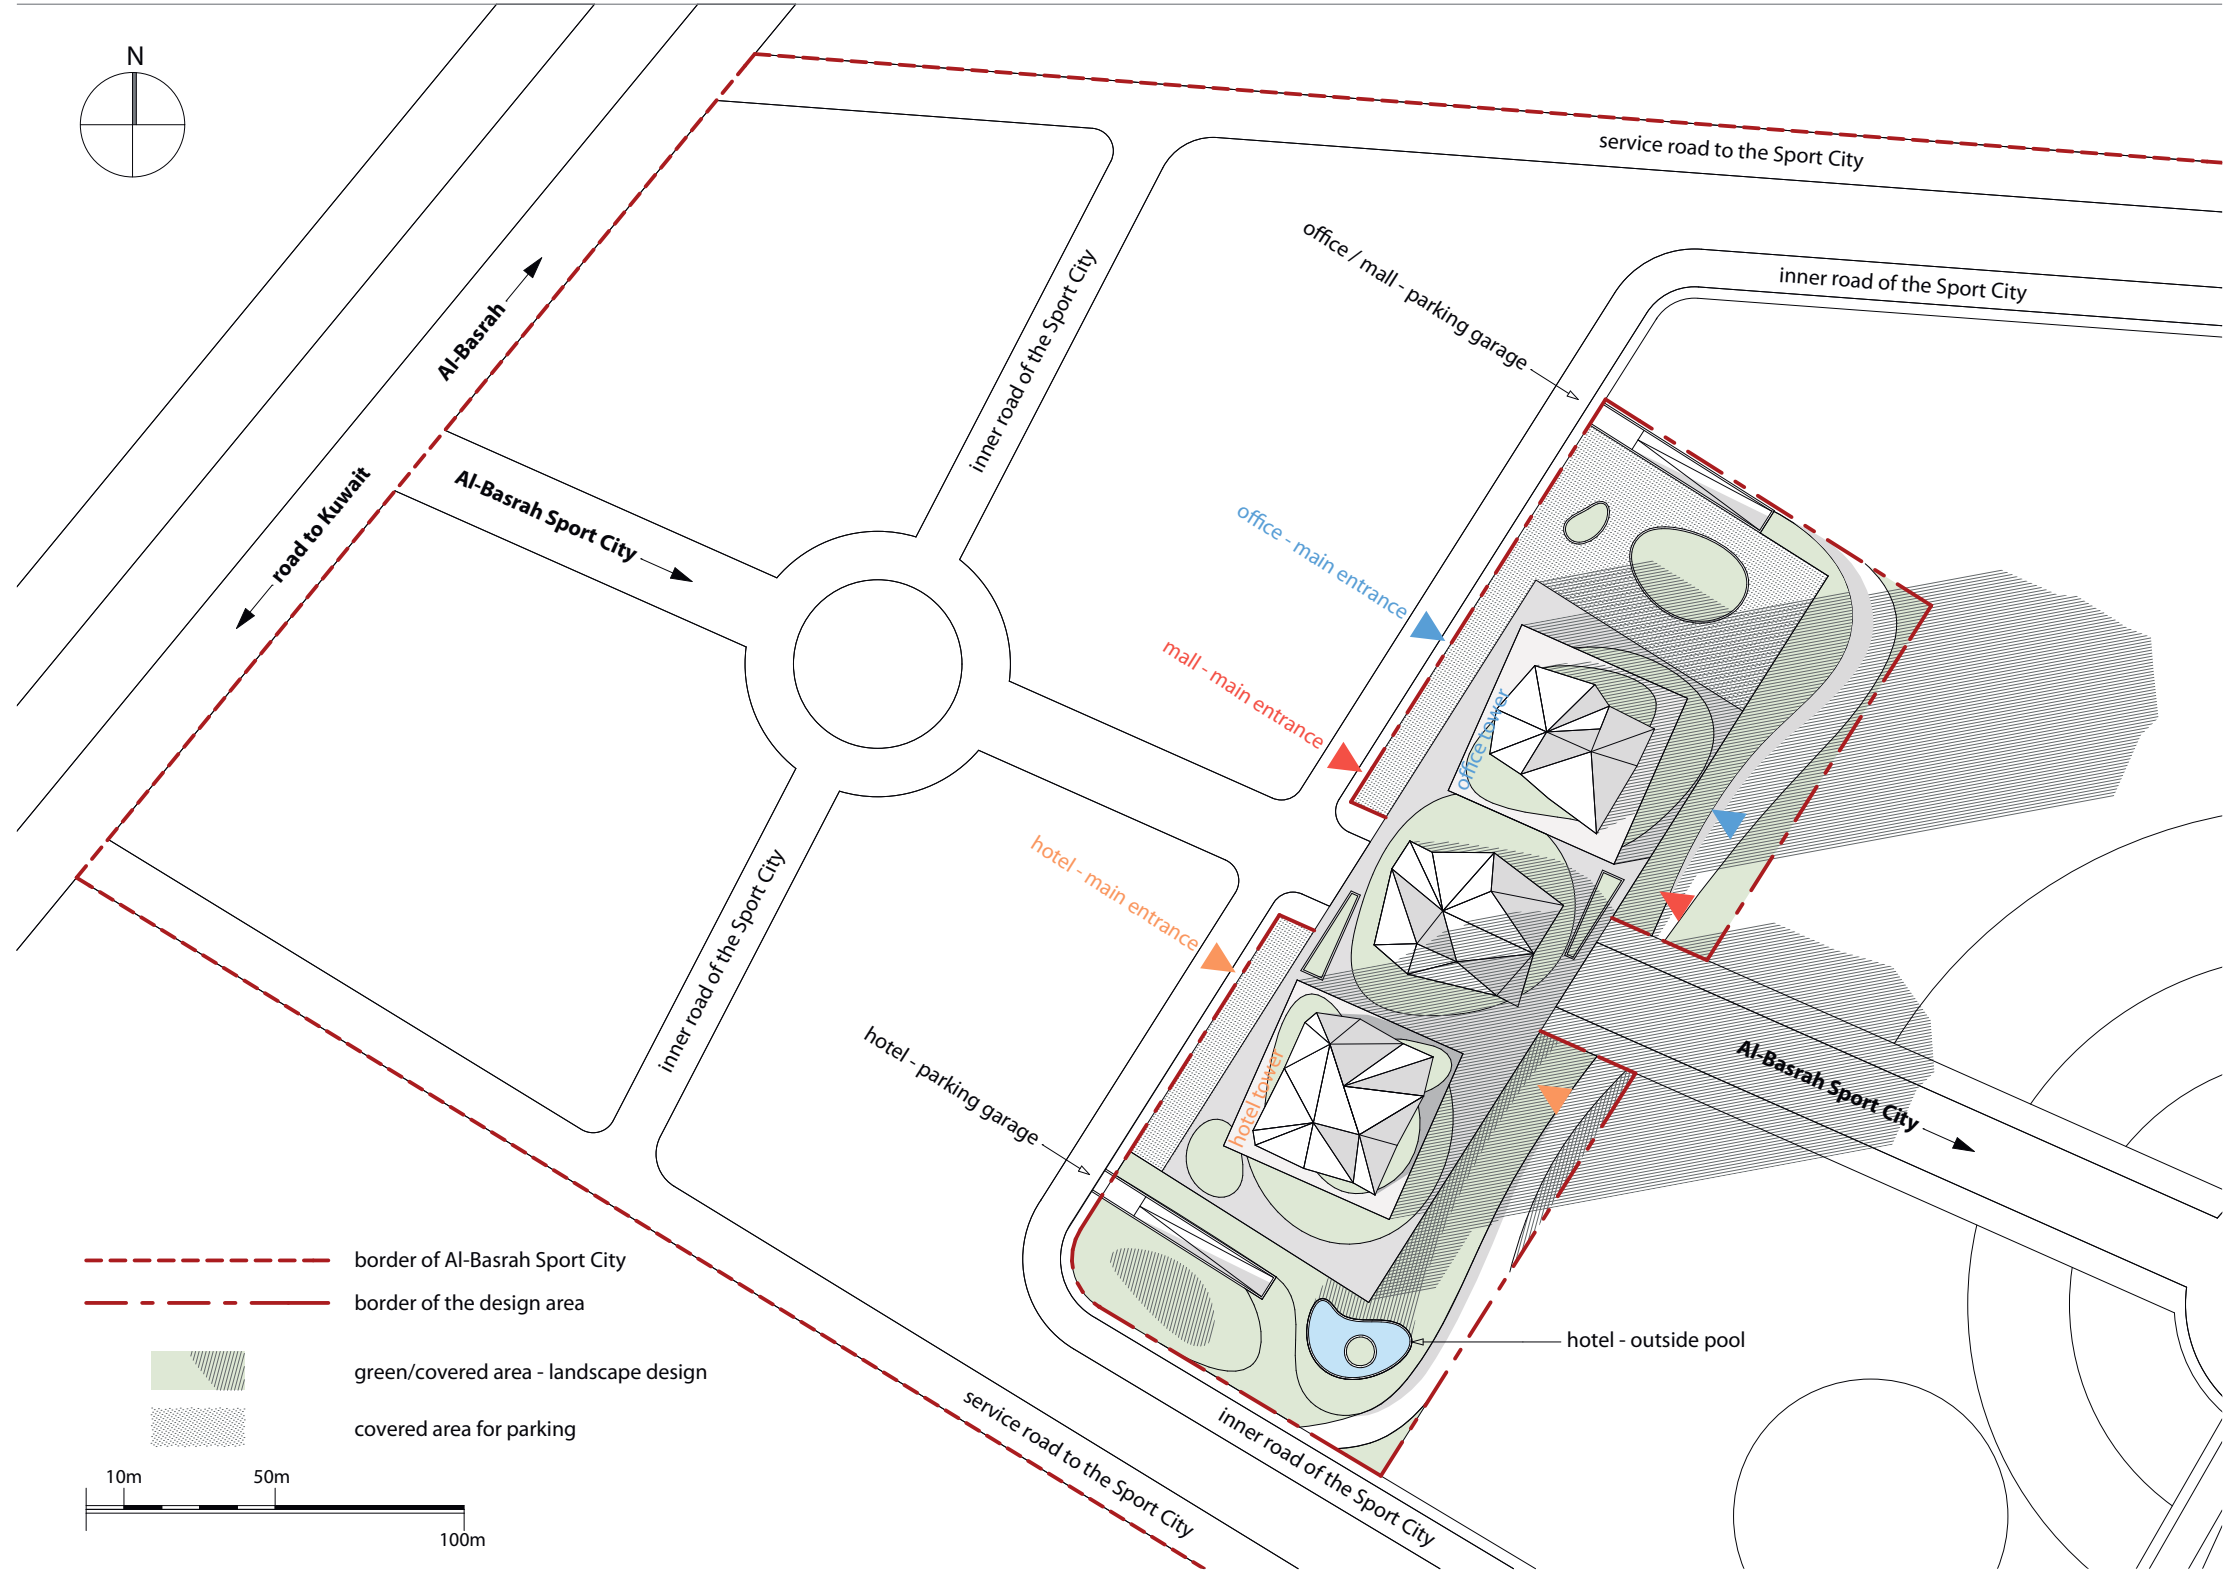 N
service road to the Sport City
office / mall - parking garage
inner road of the Sport City
inner road of the Sport City
Al-Basrah
road to Kuwait
Al-Basrah Sport City
office - main entrance
mall - main entrance
office tower
hotel - main entrance
inner road of the Sport City
hotel - parking garage
hotel tower
Al-Basrah Sport City
border of Al-Basrah Sport City
border of the design area
hotel - outside pool
green/covered area - landscape design
covered area for parking
service road to the Sport City
inner road of the Sport City
10m
50m
100m